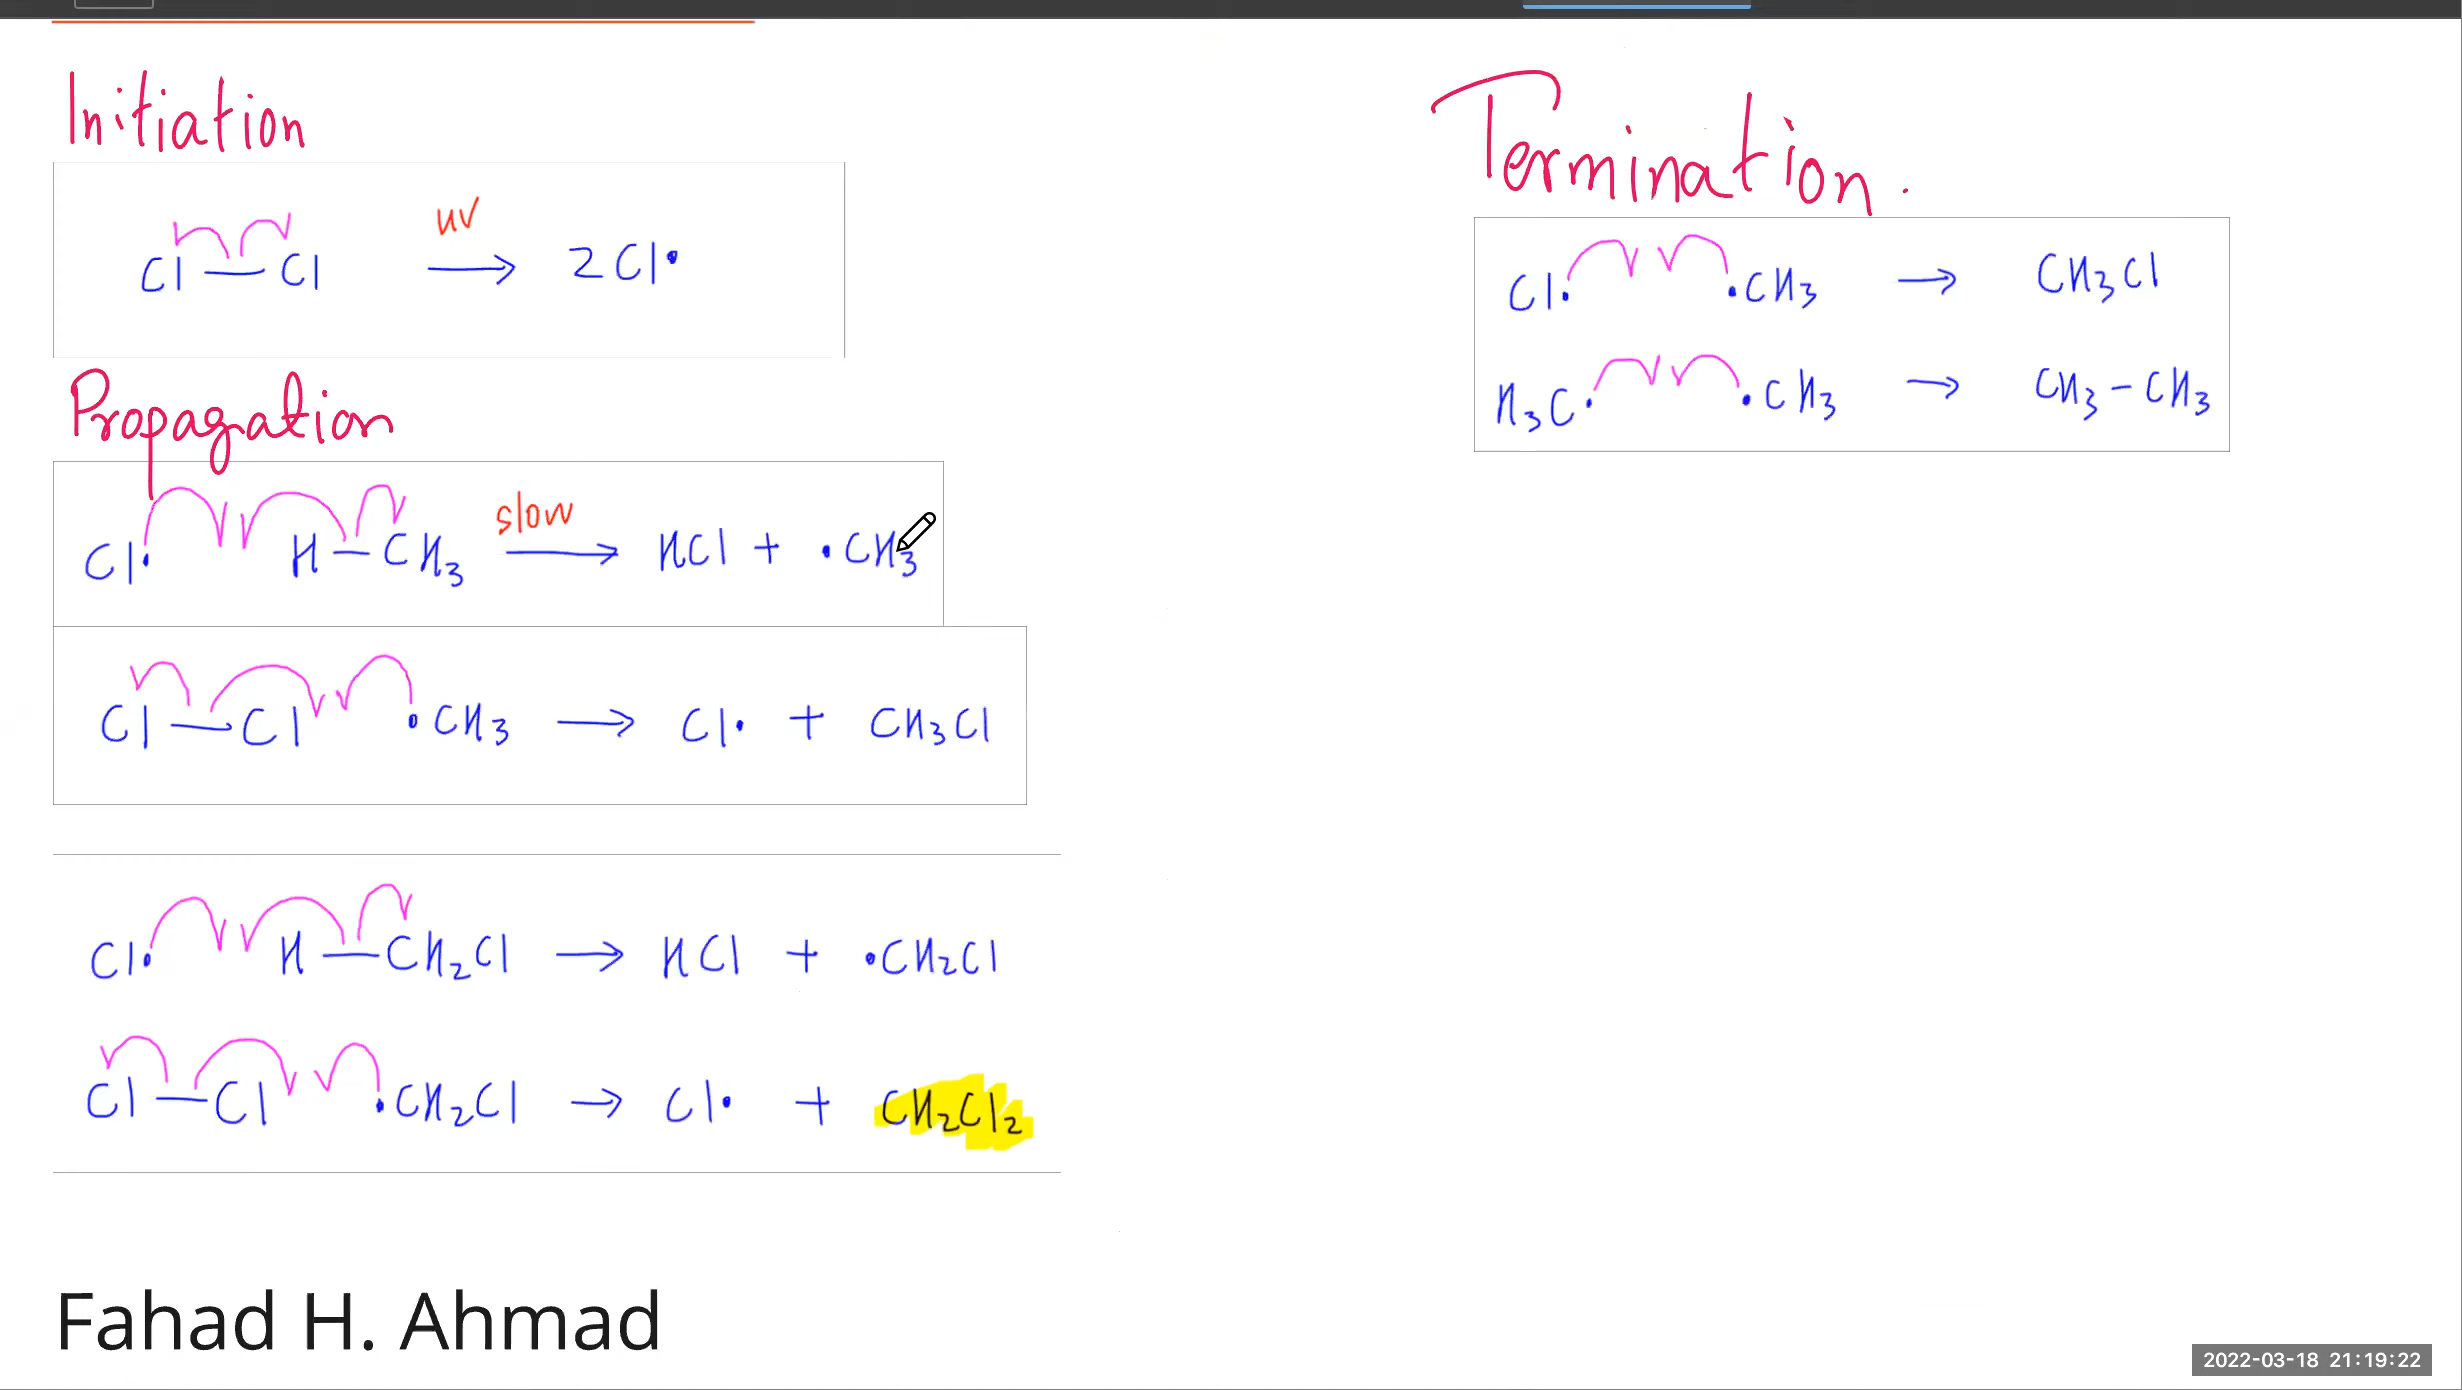 Initiation
Cl — Cl uv → 2Cl•
Propagation
Cl• H — CH₃ slow → HCl + •CH₃
Cl — Cl •CH₃ → Cl• + CH₃Cl
Cl• H — CH₂Cl → HCl + •CH₂Cl
Cl — Cl •CH₂Cl → Cl• + CH₂Cl₂
Termination.
Cl• •CH₃ → CH₃Cl
H₃C• •CH₃ → CH₃ – CH₃
Fahad H. Ahmad
2022-03-18 21:19:22